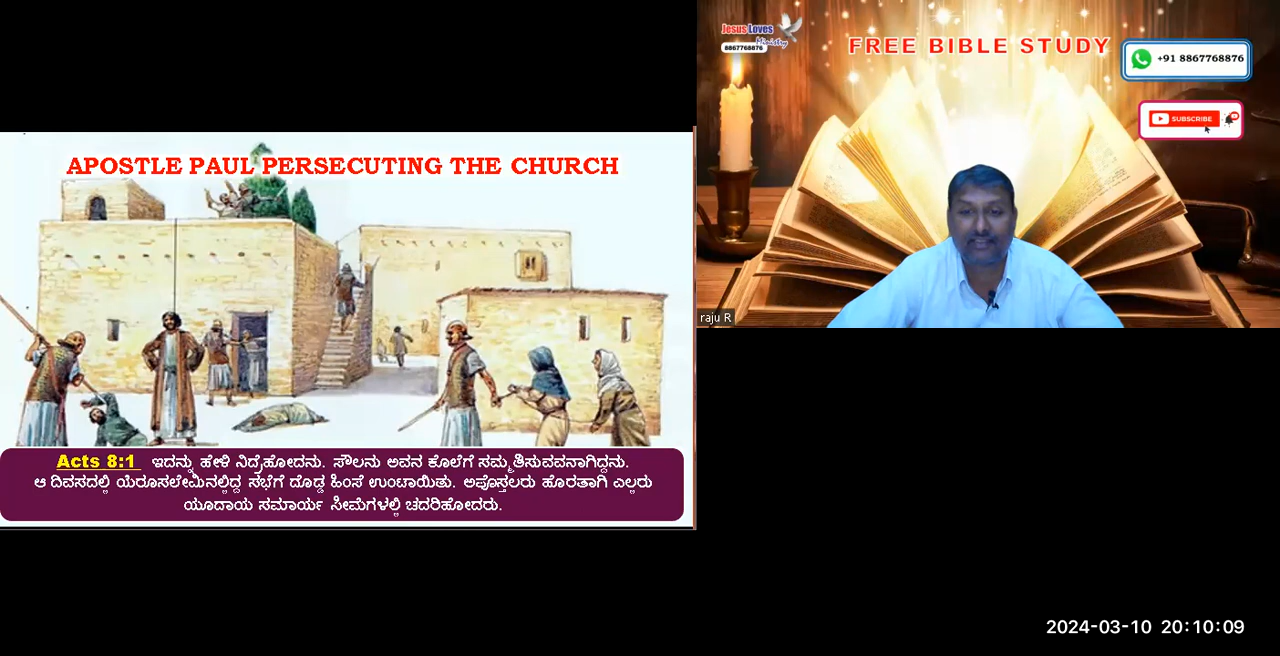 APOSTLE PAUL PERSECUTING THE CHURCH
Acts 8:1 ಇದನ್ನು ಹೇಳಿ ನಿದ್ರೆಹೋದನು. ಸೌಲನು ಅವನ ಕೊಲೆಗೆ ಸಮ್ಮತಿಸುವವನಾಗಿದ್ದನು.
ಆ ದಿವಸದಲ್ಲಿ ಯೆರೂಸಲೇಮಿನಲ್ಲಿದ್ದ ಸಭೆಗೆ ದೊಡ್ಡ ಹಿಂಸೆ ಉಂಟಾಯಿತು. ಅಪೊಸ್ತಲರು ಹೊರತಾಗಿ ಎಲ್ಲರು
ಯೂದಾಯ ಸಮಾರ್ಯ ಸೀಮೆಗಳಲ್ಲಿ ಚದರಿಹೋದರು.
Jesus Loves
Ministry
8867768876
FREE BIBLE STUDY
+91 8867768876
SUBSCRIBE
raju R
2024-03-10 20:10:09